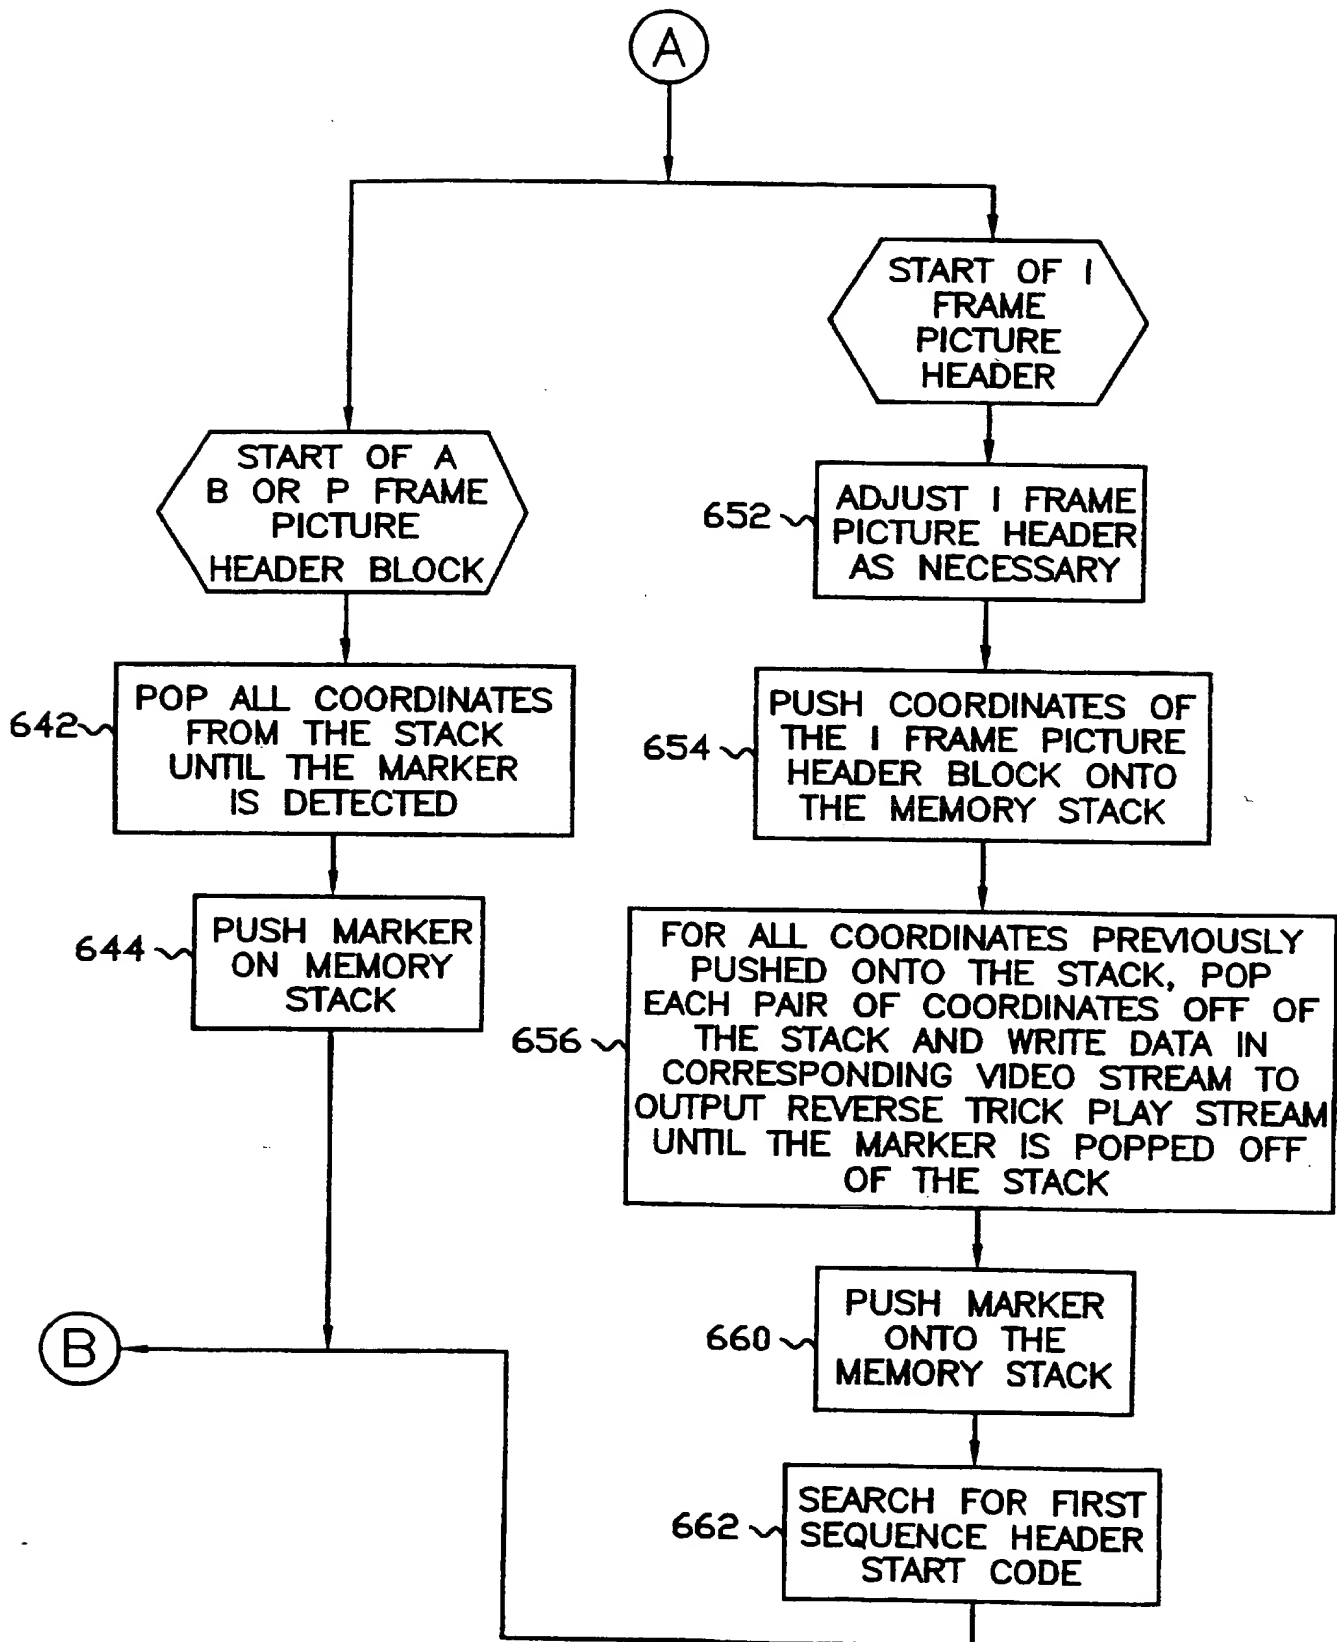 A
START OF I
FRAME
PICTURE
HEADER
START OF A
B OR P FRAME
PICTURE
HEADER BLOCK
652
ADJUST I FRAME
PICTURE HEADER
AS NECESSARY
642
POP ALL COORDINATES
FROM THE STACK
UNTIL THE MARKER
IS DETECTED
654
PUSH COORDINATES OF
THE I FRAME PICTURE
HEADER BLOCK ONTO
THE MEMORY STACK
644
PUSH MARKER
ON MEMORY
STACK
656
FOR ALL COORDINATES PREVIOUSLY
PUSHED ONTO THE STACK, POP
EACH PAIR OF COORDINATES OFF OF
THE STACK AND WRITE DATA IN
CORRESPONDING VIDEO STREAM TO
OUTPUT REVERSE TRICK PLAY STREAM
UNTIL THE MARKER IS POPPED OFF
OF THE STACK
B
660
PUSH MARKER
ONTO THE
MEMORY STACK
662
SEARCH FOR FIRST
SEQUENCE HEADER
START CODE